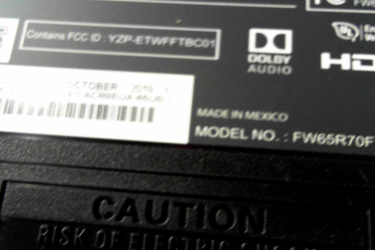 Contains FCC ID : YZP-ETWFFTBC01
DOLBY
AUDIO
HD
OCTOBER 2019
MADE IN MEXICO
MODEL NO. : FW65R70F
CAUTION
RISK OF ELECTRIC